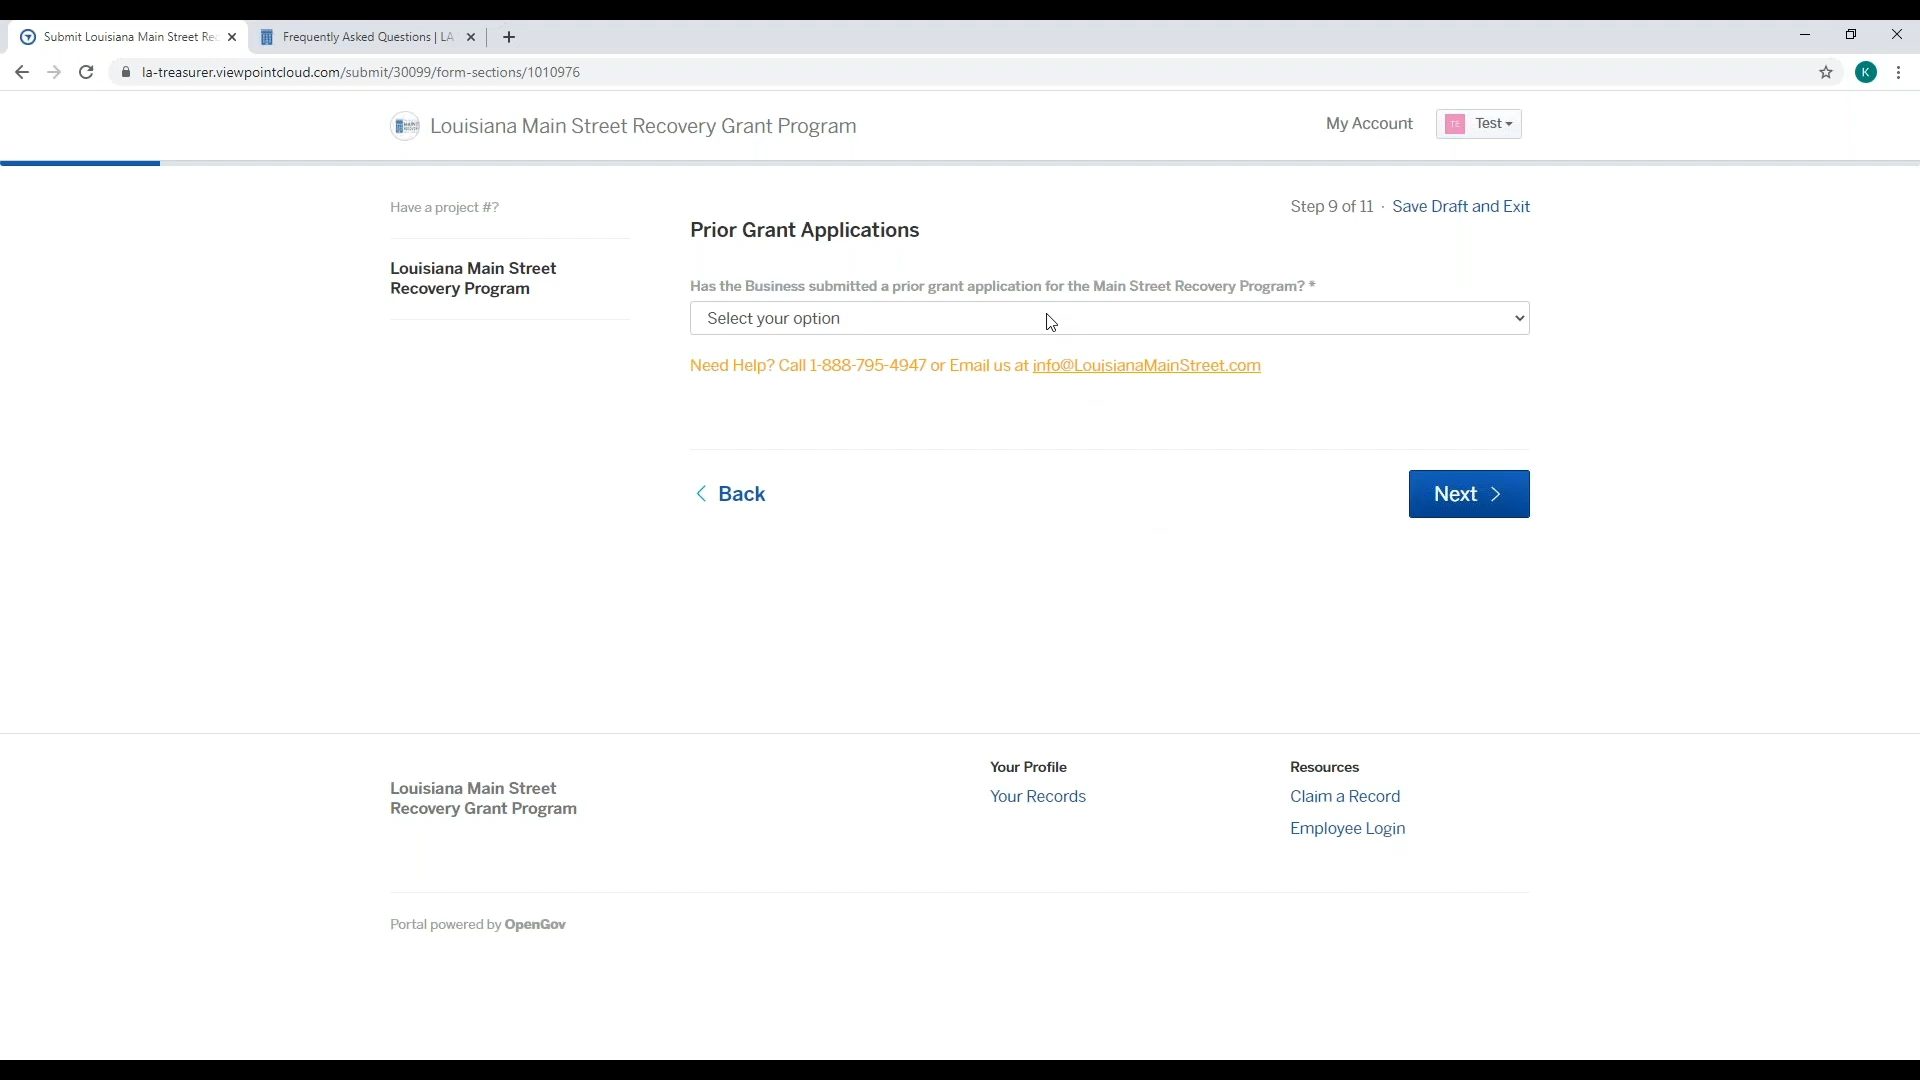 Submit Louisiana Main Street Rec
Frequently Asked Questions | LA
la-treasurer.viewpointcloud.com/submit/30099/form-sections/1010976
K
Louisiana Main Street Recovery Grant Program
My Account
TE
Test
Have a project #?
Step 9 of 11 · Save Draft and Exit
Prior Grant Applications
Louisiana Main Street
Recovery Program
Has the Business submitted a prior grant application for the Main Street Recovery Program? *
Select your option
Need Help? Call 1-888-795-4947 or Email us at info@LouisianaMainStreet.com
Back
Next
Louisiana Main Street
Recovery Grant Program
Your Profile
Your Records
Resources
Claim a Record
Employee Login
Portal powered by OpenGov